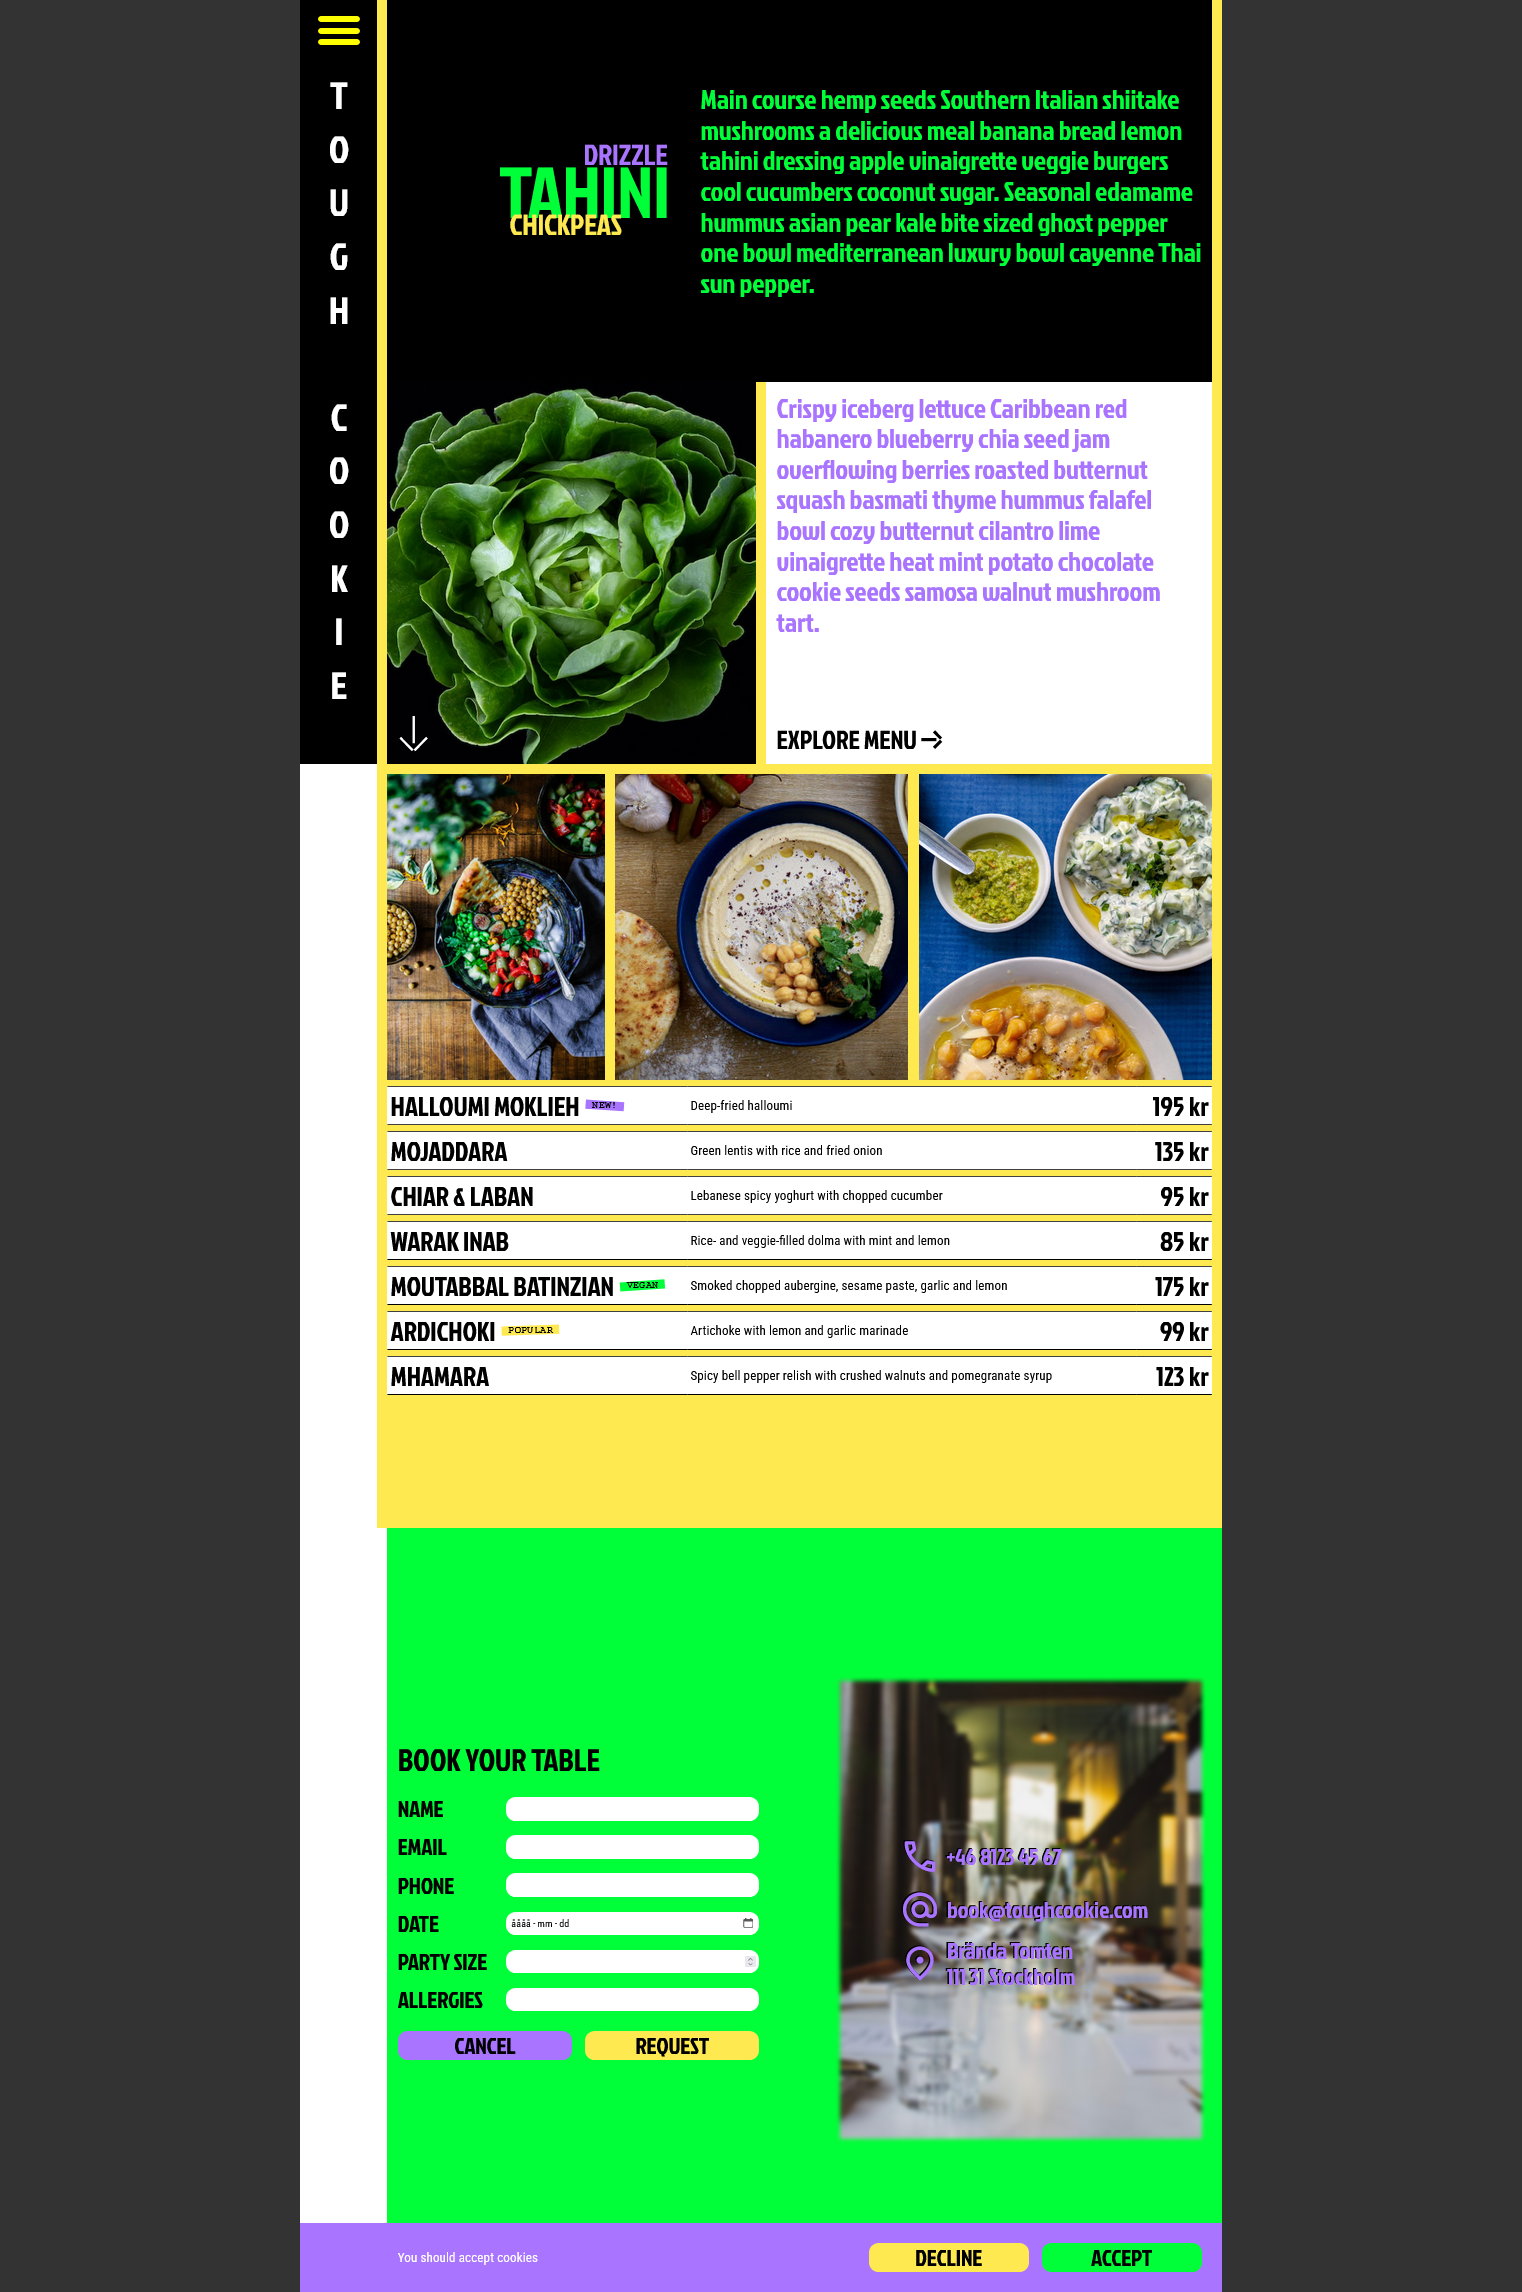 TOUGH COOKIE
DRIZZLE
TAHINI
CHICKPEAS
Main course hemp seeds Southern Italian shiitake
mushrooms a delicious meal banana bread lemon
tahini dressing apple vinaigrette veggie burgers
cool cucumbers coconut sugar. Seasonal edamame
hummus asian pear kale bite sized ghost pepper
one bowl mediterranean luxury bowl cayenne Thai
sun pepper.
Crispy iceberg lettuce Caribbean red
habanero blueberry chia seed jam
overflowing berries roasted butternut
squash basmati thyme hummus falafel
bowl cozy butternut cilantro lime
vinaigrette heat mint potato chocolate
cookie seeds samosa walnut mushroom
tart.
EXPLORE MENU
HALLOUMI MOKLIEH NEW! Deep-fried halloumi 195 kr
MOJADDARA Green lentis with rice and fried onion 135 kr
CHIAR & LABAN Lebanese spicy yoghurt with chopped cucumber 95 kr
WARAK INAB Rice- and veggie-filled dolma with mint and lemon 85 kr
MOUTABBAL BATINZIAN VEGAN Smoked chopped aubergine, sesame paste, garlic and lemon 175 kr
ARDICHOKI POPULAR Artichoke with lemon and garlic marinade 99 kr
MHAMARA Spicy bell pepper relish with crushed walnuts and pomegranate syrup 123 kr
BOOK YOUR TABLE
NAME
EMAIL
PHONE
DATE åååå-mm-dd
PARTY SIZE
ALLERGIES
CANCEL REQUEST
+46 8123 45 67
book@toughcookie.com
Brända Tomten
111 31 Stockholm
You should accept cookies DECLINE ACCEPT